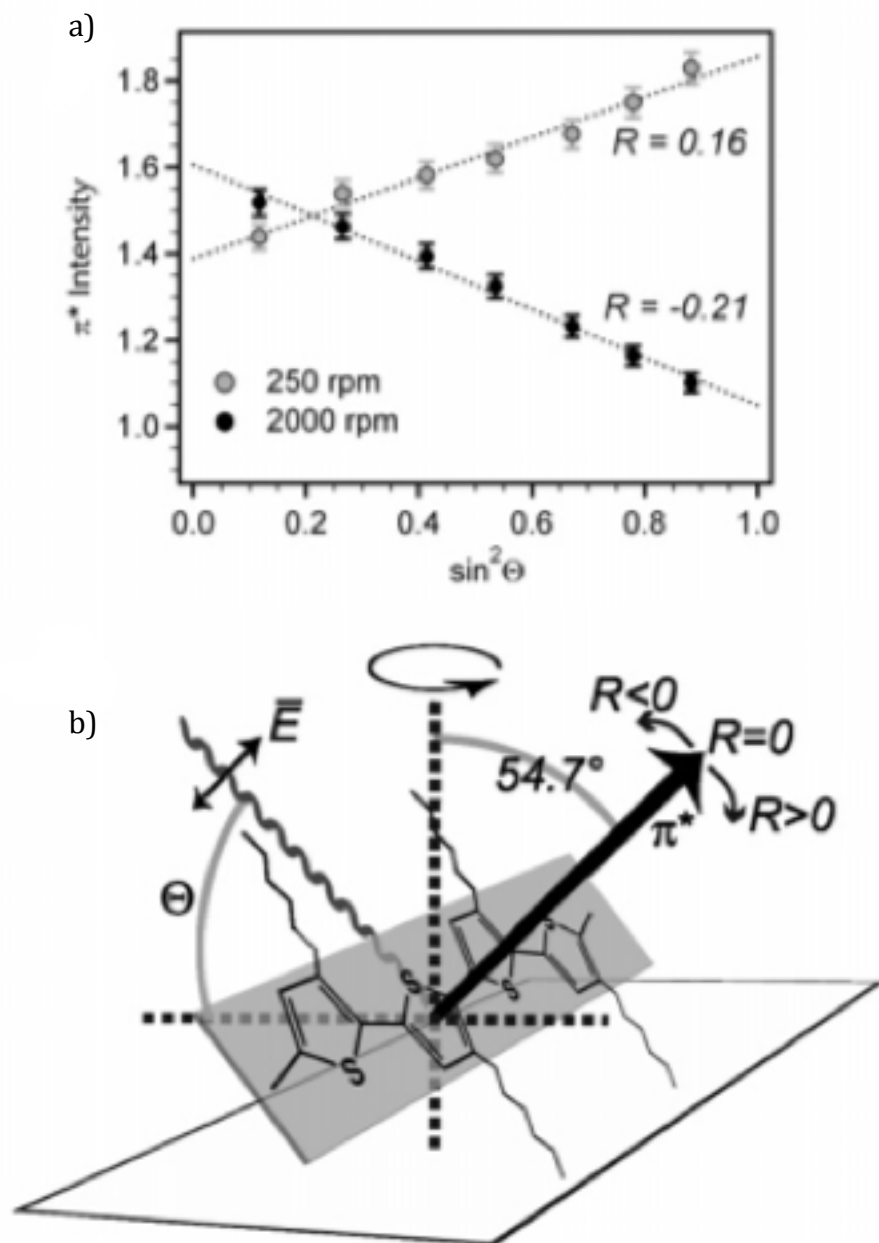 a)
1.8
1.6
1.4
1.2
1.0
π* Intensity
R = 0.16
R = -0.21
250 rpm
2000 rpm
0.0 0.2 0.4 0.6 0.8 1.0
sin²Θ
b)
E
R<0
R=0
54.7°
R>0
π*
Θ
S
S
S